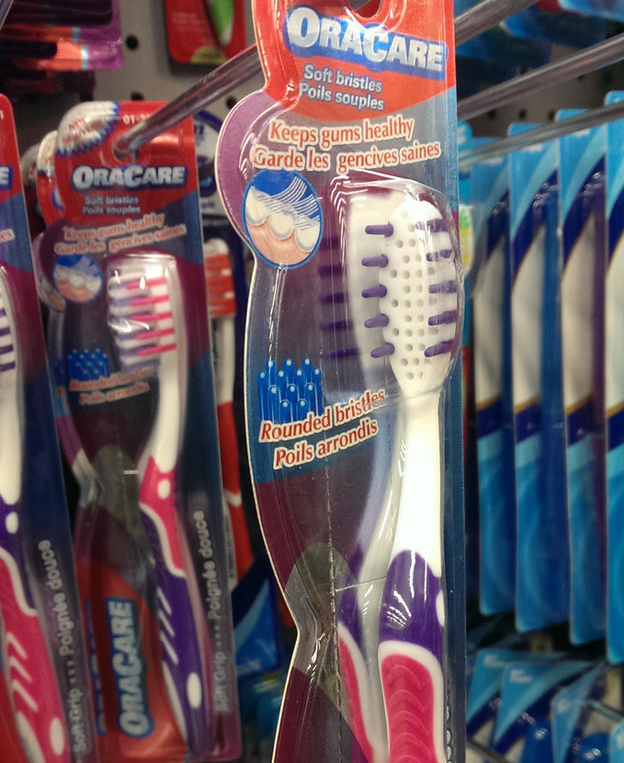 ORACARE
Soft bristles
Poils souples
Keeps gums healthy
Garde les gencives saines
Rounded bristles
Poils arrondis
ORACARE
Soft bristles
Poils souples
Keeps gums healthy
Garde les gencives saines
Rounded bristles
Poils arrondis
Soft Grip ... Poignée douce
ORACARE
Soft Grip ... Poignée douce